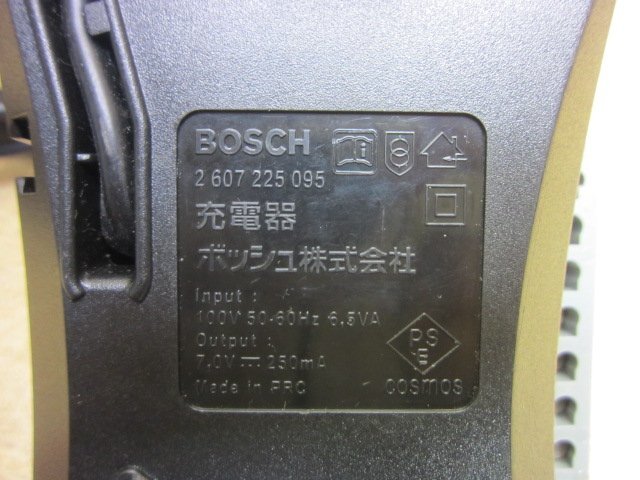 BOSCH
2 607 225 095
充電器
ボッシュ株式会社
Input :
100V 50-60Hz 6.5VA
Output :
7.0V ⎓ 250mA
Made in PRC
PS
E
cosmos